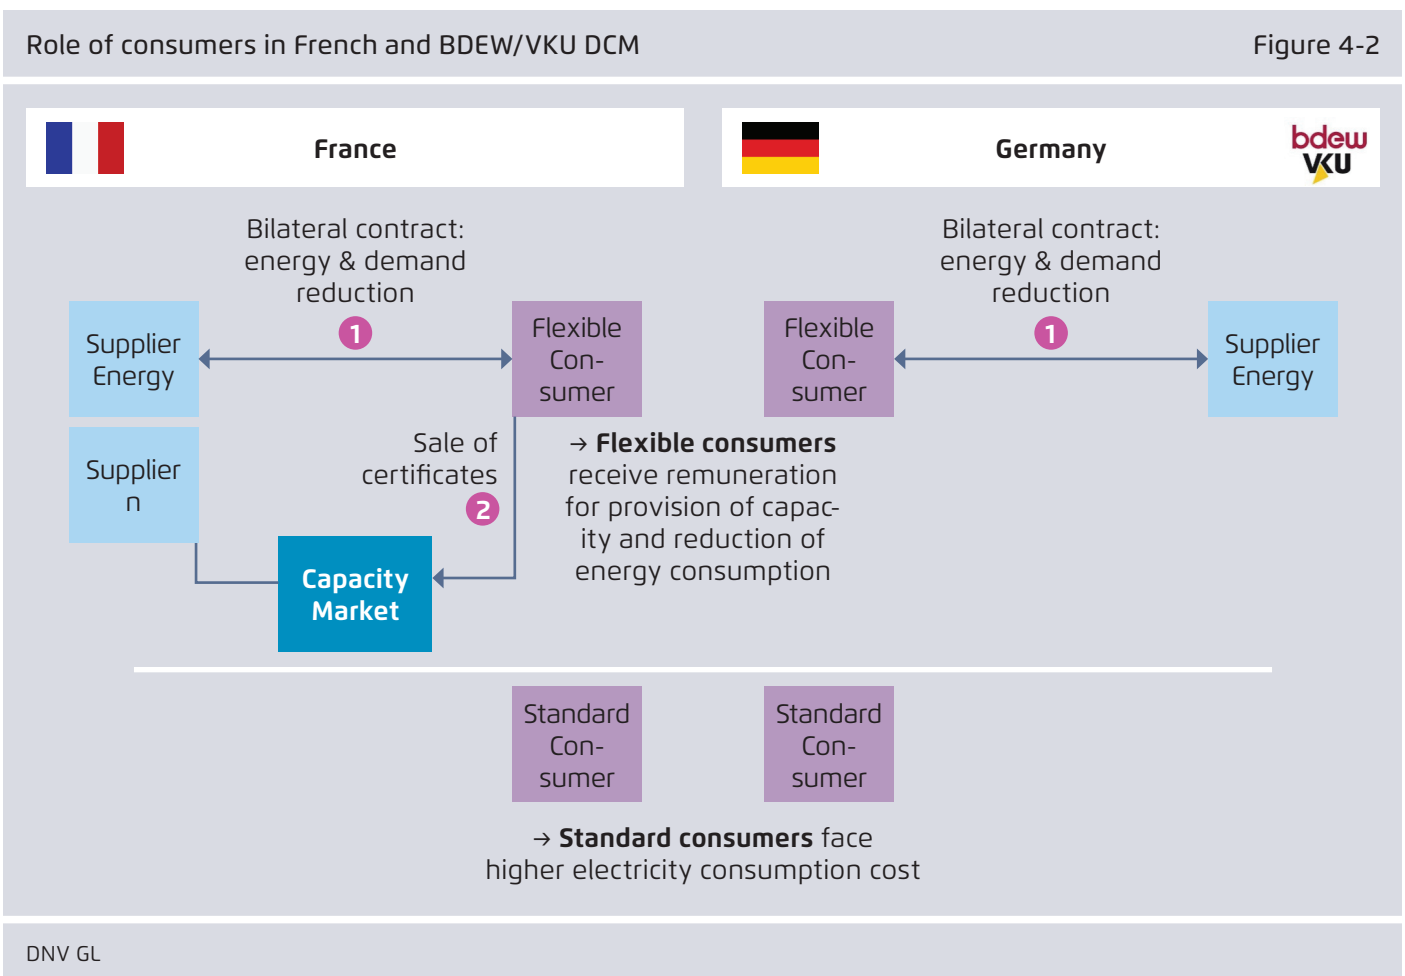 Role of consumers in French and BDEW/VKU DCM
Figure 4-2
France
Germany
bdew
VKU
Bilateral contract:
energy & demand
reduction
1
Supplier
Energy
Flexible
Con-
sumer
Supplier
n
Sale of
certificates
2
Capacity
Market
Bilateral contract:
energy & demand
reduction
1
Flexible
Con-
sumer
Supplier
Energy
→ Flexible consumers
receive remuneration
for provision of capac-
ity and reduction of
energy consumption
Standard
Con-
sumer
Standard
Con-
sumer
→ Standard consumers face
higher electricity consumption cost
DNV GL